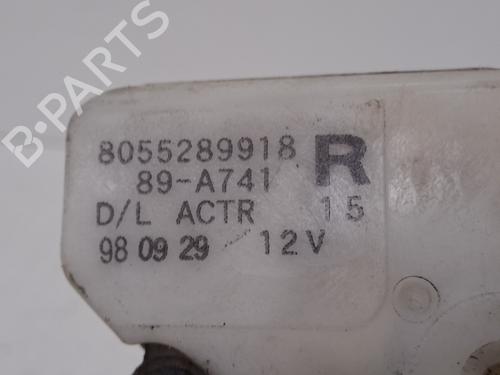 B-PARTS
8055289918 R
89-A741
D/L ACTR 15
98 09 29 12V